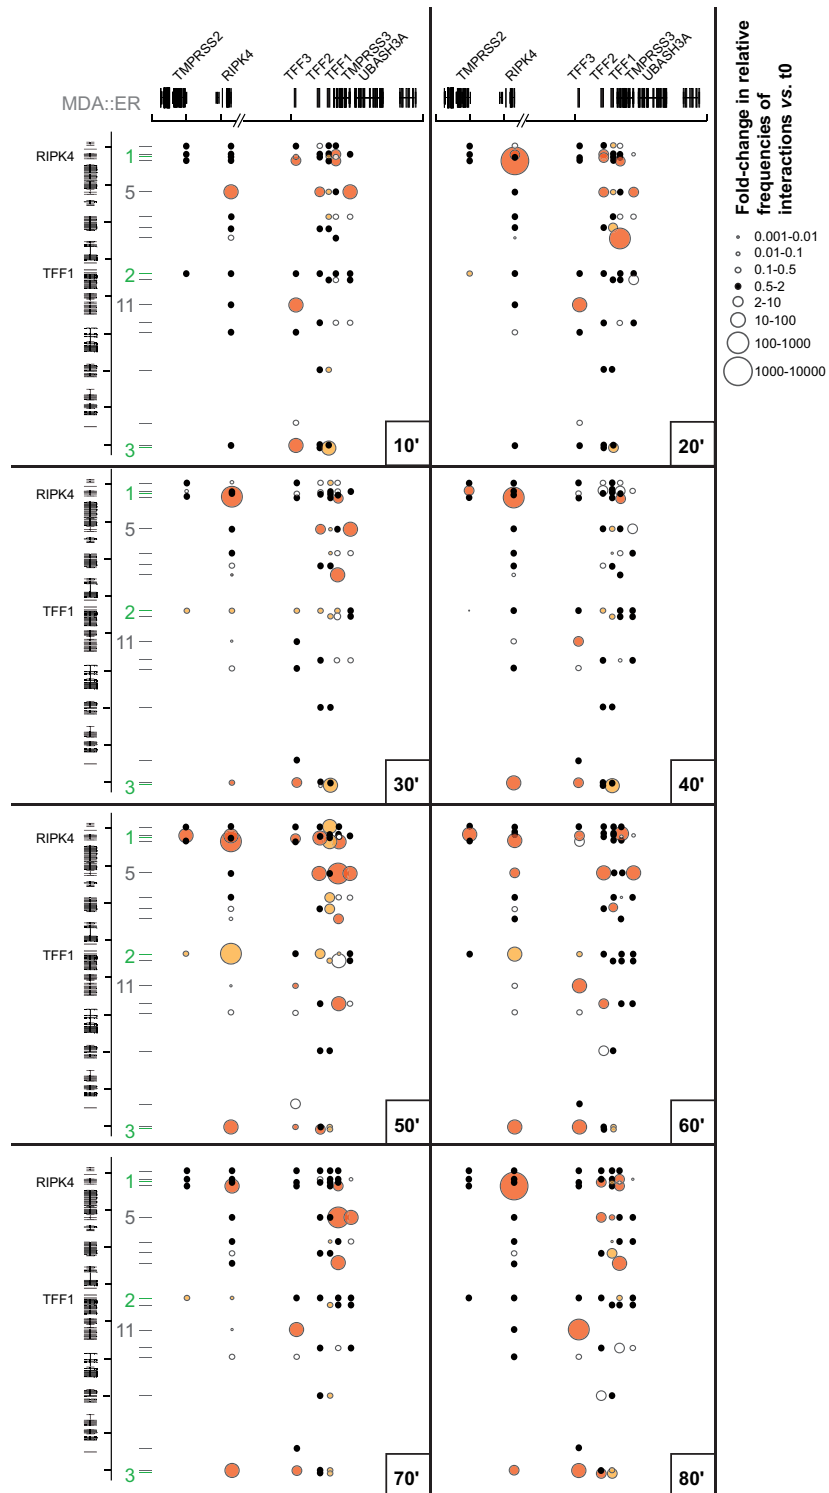 TMPRSS2 RIPK4 TFF3 TFF2 TFF1 TMPRSS3 UBASH3A TMPRSS2 RIPK4 TFF3 TFF2 TFF1 TMPRSS3 UBASH3A
MDA::ER
Fold-change in relative
frequencies of
interactions vs. t0
0.001-0.01
0.01-0.1
0.1-0.5
0.5-2
2-10
10-100
100-1000
1000-10000
RIPK4 1
5
TFF1 2
11
3
10' 20'
RIPK4 1
5
TFF1 2
11
3
30' 40'
RIPK4 1
5
TFF1 2
11
3
50' 60'
RIPK4 1
5
TFF1 2
11
3
70' 80'